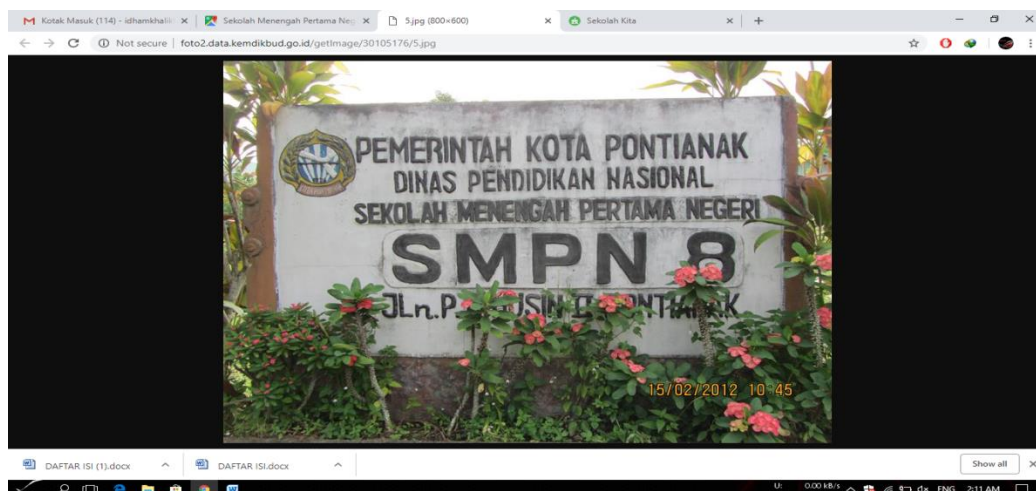 Kotak Masuk (114) - idhamkhali
Sekolah Menengah Pertama Neg
5.jpg (800×600)
Sekolah Kita
Not secure | foto2.data.kemdikbud.go.id/getImage/30105176/5.jpg
PEMERINTAH KOTA PONTIANAK
DINAS PENDIDIKAN NASIONAL
SEKOLAH MENENGAH PERTAMA NEGERI
SMPN 8
JLn.P.
15/02/2012 10:45
DAFTAR ISI (1).docx
DAFTAR ISI.docx
Show all
U: 0.00 kB/s
ENG
2:11 AM